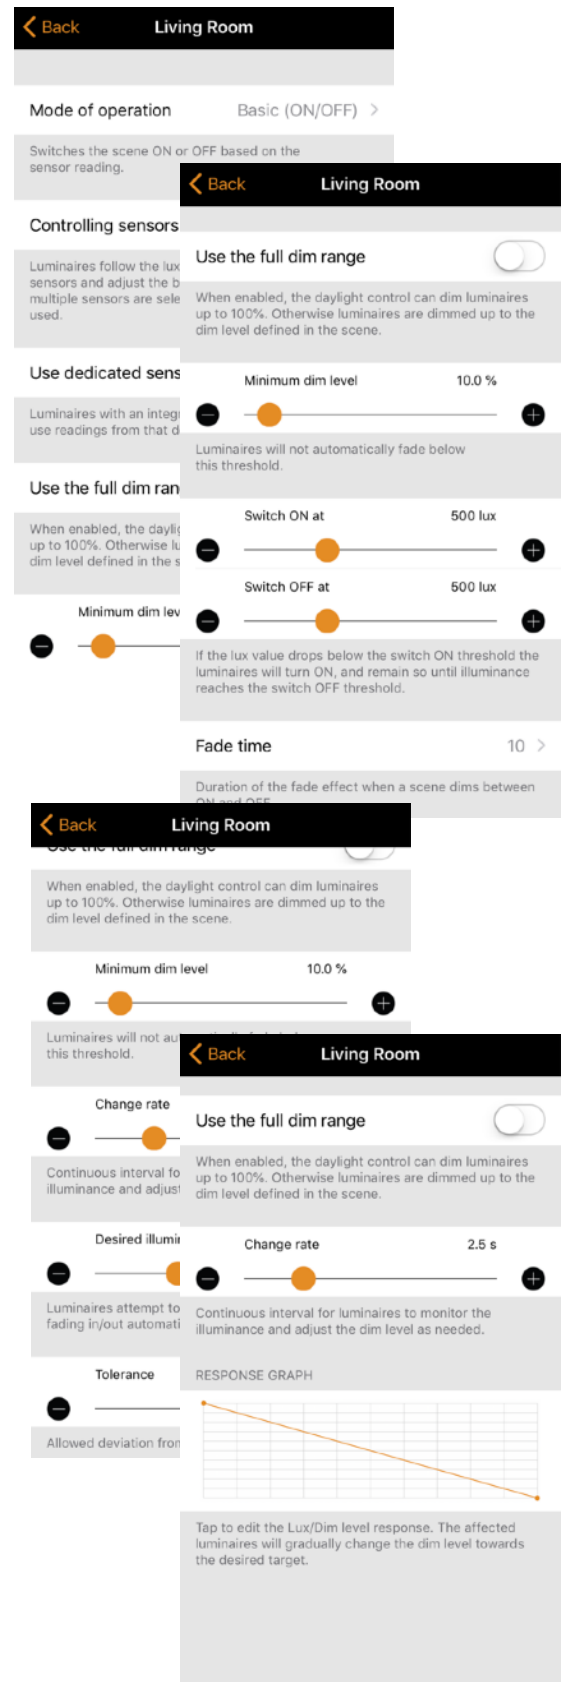 Back
Living Room
Mode of operation
Basic (ON/OFF)
Switches the scene ON or OFF based on the
sensor reading.
Controlling sensors
Luminaires follow the lux
sensors and adjust the b
multiple sensors are sele
used.
Use dedicated sens
Luminaires with an integ
use readings from that d
Use the full dim ran
When enabled, the daylig
up to 100%. Otherwise lu
dim level defined in the s
Minimum dim lev
Back
Living Room
Use the full dim range
When enabled, the daylight control can dim luminaires
up to 100%. Otherwise luminaires are dimmed up to the
dim level defined in the scene.
Minimum dim level
10.0 %
Luminaires will not automatically fade below
this threshold.
Switch ON at
500 lux
Switch OFF at
500 lux
If the lux value drops below the switch ON threshold the
luminaires will turn ON, and remain so until illuminance
reaches the switch OFF threshold.
Fade time
10
Duration of the fade effect when a scene dims between
ON and OFF
Back
Living Room
Use the full dim range
When enabled, the daylight control can dim luminaires
up to 100%. Otherwise luminaires are dimmed up to the
dim level defined in the scene.
Minimum dim level
10.0 %
Luminaires will not au
this threshold.
Change rate
Continuous interval fo
illuminance and adjust
Desired illumin
Luminaires attempt to
fading in/out automati
Tolerance
Allowed deviation from
Back
Living Room
Use the full dim range
When enabled, the daylight control can dim luminaires
up to 100%. Otherwise luminaires are dimmed up to the
dim level defined in the scene.
Change rate
2.5 s
Continuous interval for luminaires to monitor the
illuminance and adjust the dim level as needed.
RESPONSE GRAPH
Tap to edit the Lux/Dim level response. The affected
luminaires will gradually change the dim level towards
the desired target.